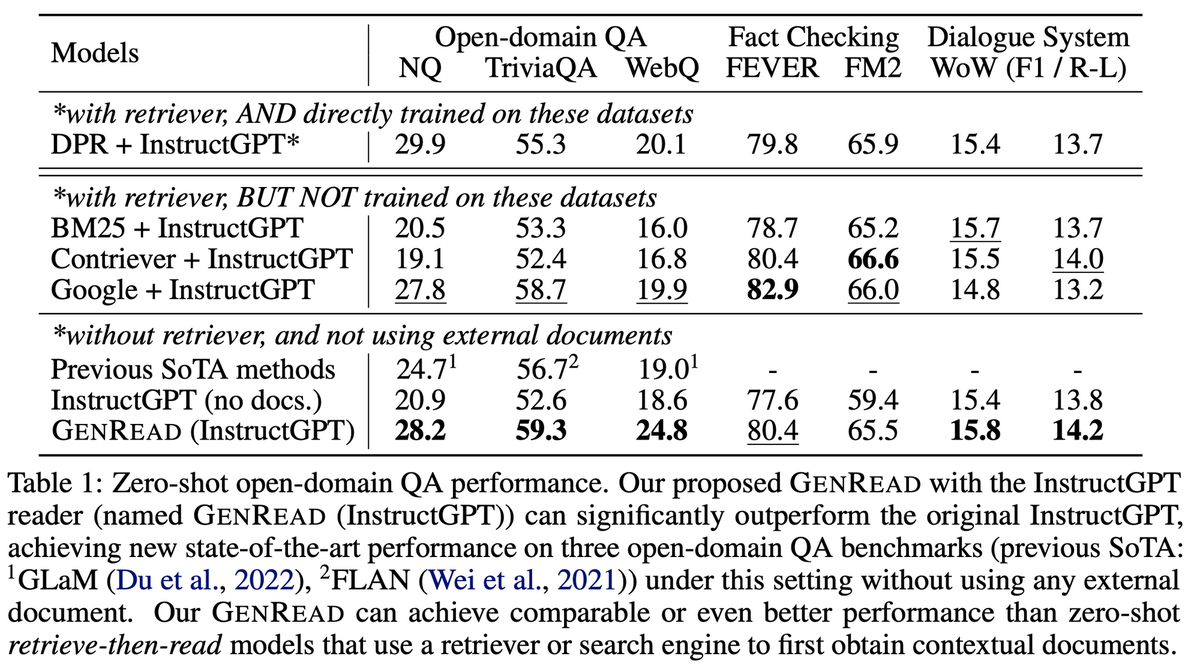 Models Open-domain QA Fact Checking Dialogue System
NQ TriviaQA WebQ FEVER FM2 WoW (F1 / R-L)
*with retriever, AND directly trained on these datasets
DPR + InstructGPT* 29.9 55.3 20.1 79.8 65.9 15.4 13.7
*with retriever, BUT NOT trained on these datasets
BM25 + InstructGPT 20.5 53.3 16.0 78.7 65.2 15.7 13.7
Contriever + InstructGPT 19.1 52.4 16.8 80.4 66.6 15.5 14.0
Google + InstructGPT 27.8 58.7 19.9 82.9 66.0 14.8 13.2
*without retriever, and not using external documents
Previous SoTA methods 24.7¹ 56.7² 19.0¹ - - - -
InstructGPT (no docs.) 20.9 52.6 18.6 77.6 59.4 15.4 13.8
GENREAD (InstructGPT) 28.2 59.3 24.8 80.4 65.5 15.8 14.2
Table 1: Zero-shot open-domain QA performance. Our proposed GENREAD with the InstructGPT
reader (named GENREAD (InstructGPT)) can significantly outperform the original InstructGPT,
achieving new state-of-the-art performance on three open-domain QA benchmarks (previous SoTA:
¹GLaM (Du et al., 2022), ²FLAN (Wei et al., 2021)) under this setting without using any external
document. Our GENREAD can achieve comparable or even better performance than zero-shot
retrieve-then-read models that use a retriever or search engine to first obtain contextual documents.